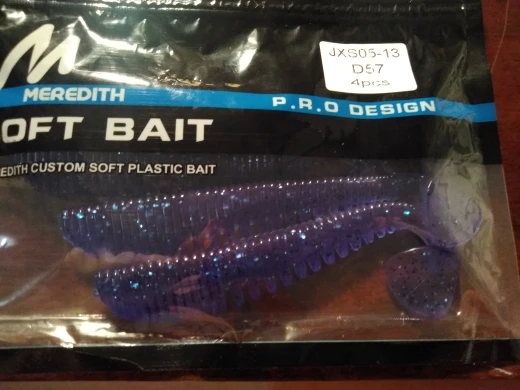 JXS05-13
D57
4pcs
MEREDITH
P.R.O DESIGN
OFT BAIT
EDITH CUSTOM SOFT PLASTIC BAIT